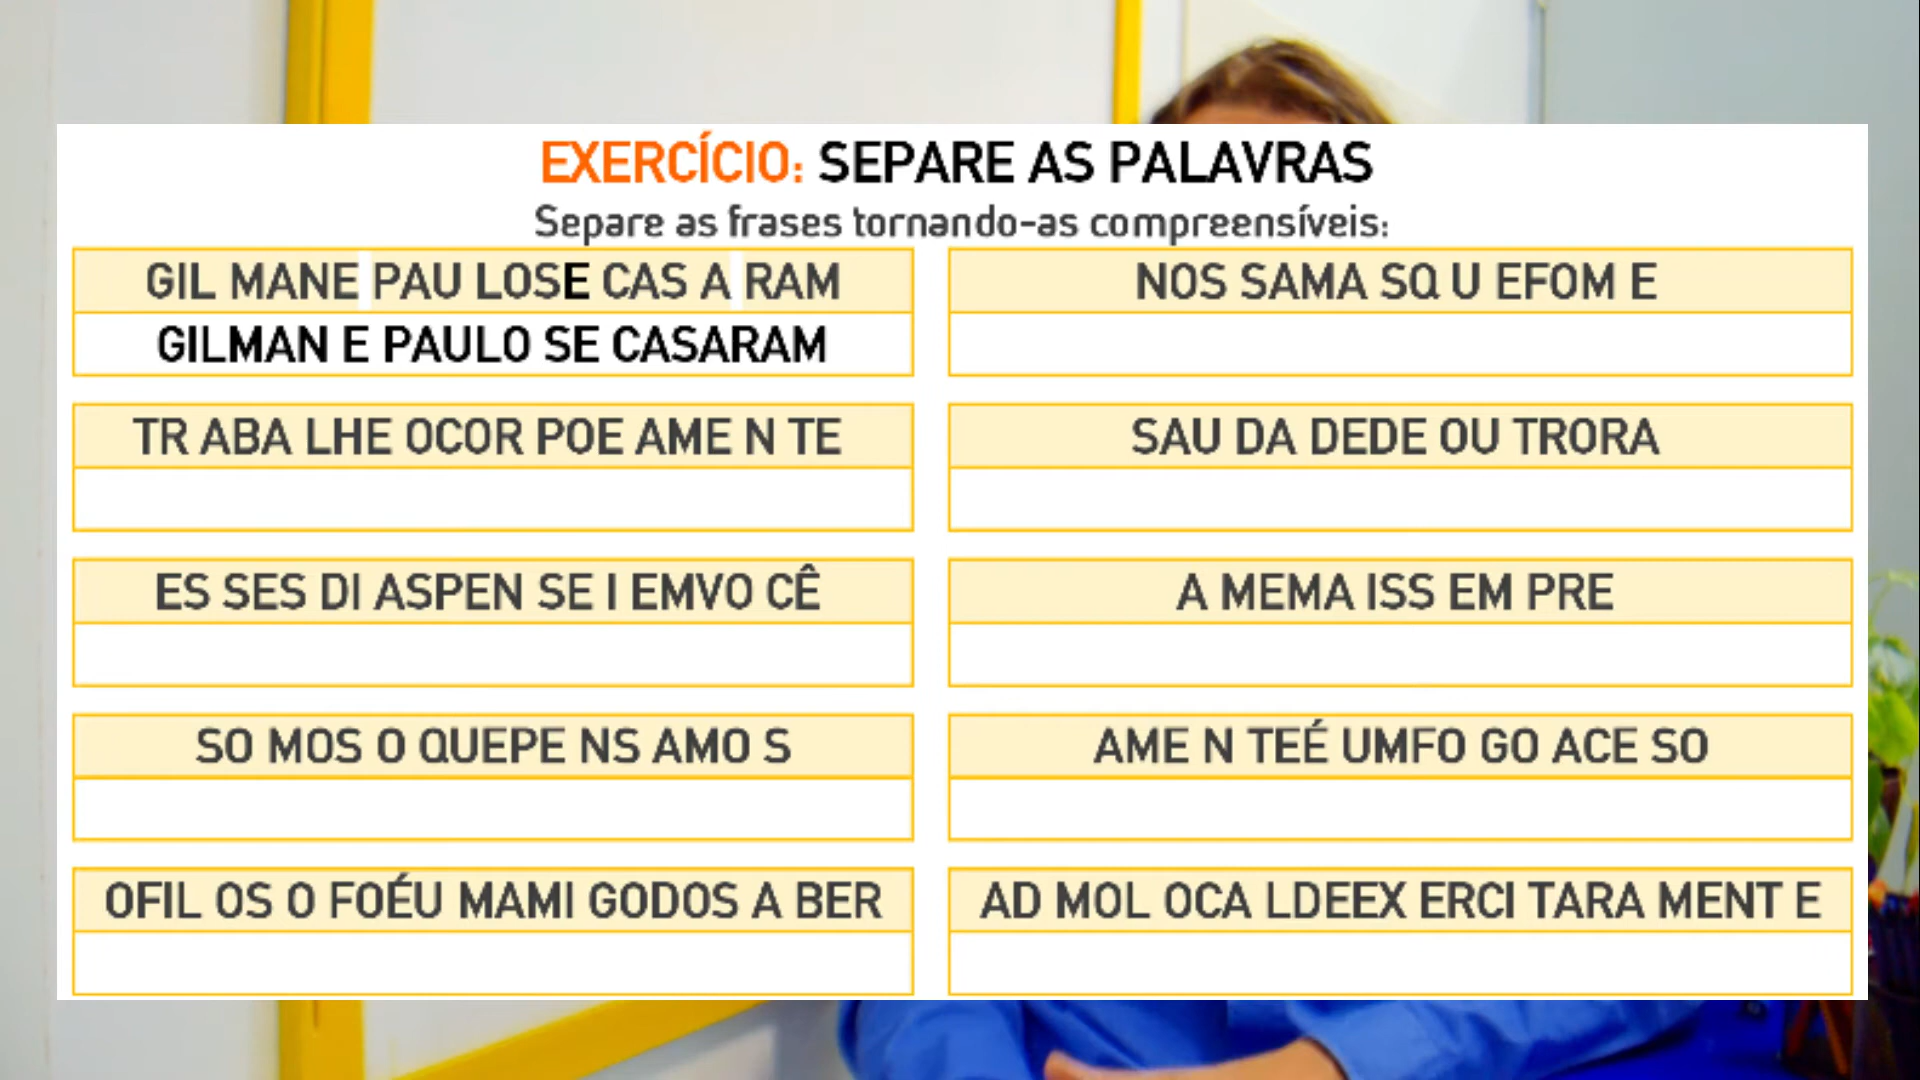 EXERCÍCIO: SEPARE AS PALAVRAS
Separe as frases tornando-as compreensíveis:
GIL MANE PAU LOSE CAS A RAM
GILMAN E PAULO SE CASARAM
NOS SAMA SQ U EFOM E
TR ABA LHE OCOR POE AME N TE
SAU DA DEDE OU TRORA
ES SES DI ASPEN SE I EMVO CÊ
A MEMA ISS EM PRE
SO MOS O QUEPE NS AMO S
AME N TEÉ UMFO GO ACE SO
OFIL OS O FOÉU MAMI GODOS A BER
AD MOL OCA LDEEX ERCI TARA MENT E